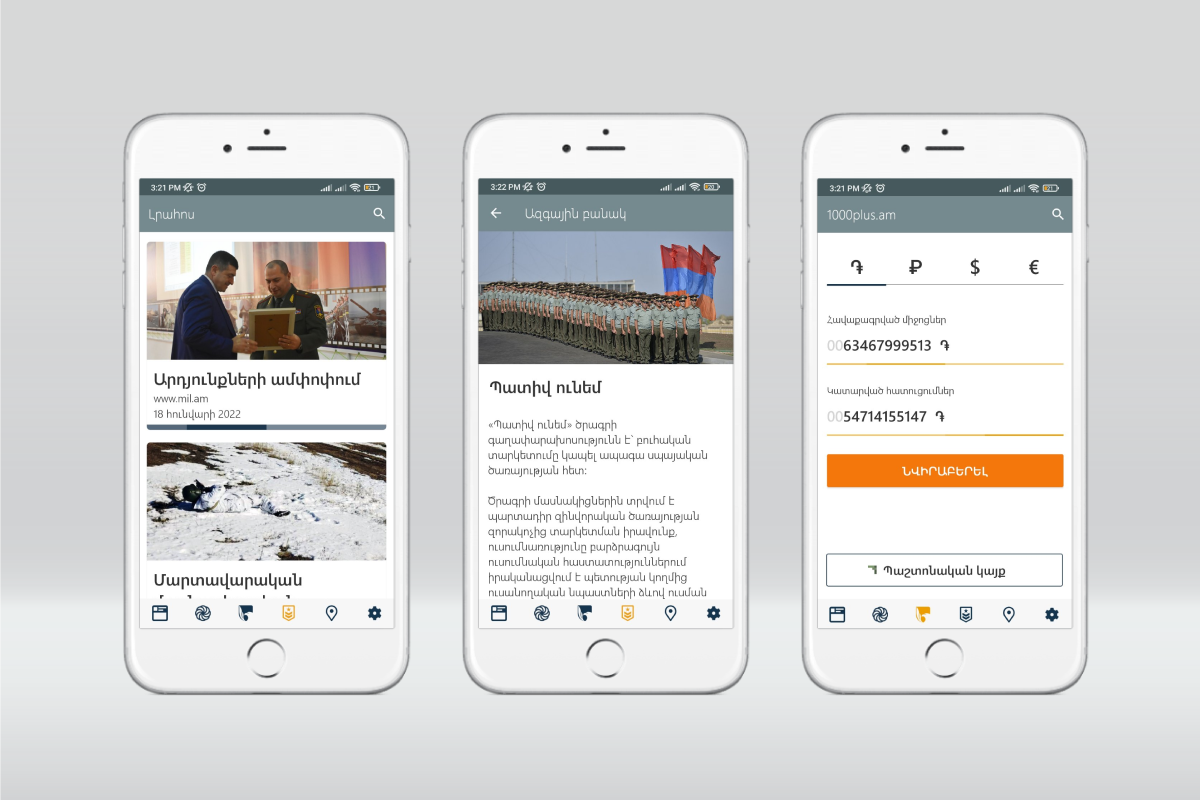 3:21 PM
21
Լրահոս
Արդյունքների ամփոփում
www.mil.am
18 հունվարի 2022
Մարտավարական
3:22 PM
Ազգային բանակ
Պատիվ ունեմ
«Պատիվ ունեմ» ծրագրի
գաղափարախոսությունն է՝ բուհական
տարկետումը կապել ապագա սպայական
ծառայության հետ:
Ծրագրի մասնակիցներին տրվում է
պարտադիր զինվորական ծառայության
զորակոչից տարկետման իրավունք,
ուսումնառությունը բարձրագույն
ուսումնական հաստատություններում
իրականացվում է պետության կողմից
ուսանողական նպաստների ձևով ուսման
3:21 PM
1000plus.am
֏ ₽ $ €
Հավաքագրված միջոցներ
0063467999513 ֏
Կատարված հատուցումներ
0054714155147 ֏
ՆՎԻՐԱԲԵՐԵԼ
Պաշտոնական կայք